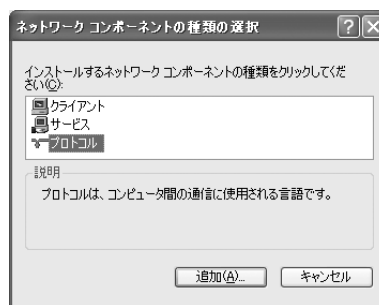 ネットワーク コンポーネントの種類の選択
インストールするネットワーク コンポーネントの種類をクリックしてくだ
さい(C):
クライアント
サービス
プロトコル
説明
プロトコルは、コンピュータ間の通信に使用される言語です。
追加(A)...
キャンセル